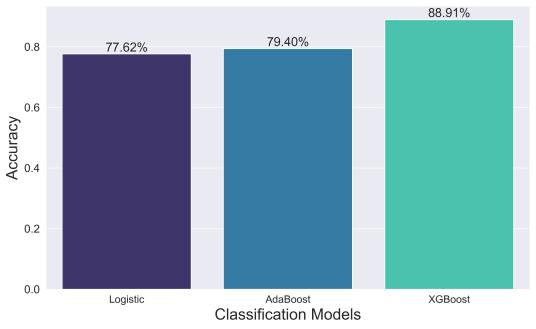 88.91%
79.40%
77.62%
0.8
0.6
0.4
0.2
0.0
Accuracy
Logistic
AdaBoost
XGBoost
Classification Models